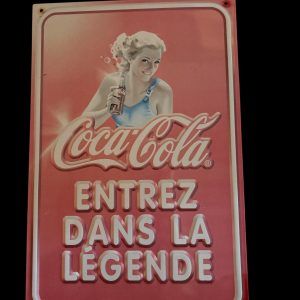 Coca-Cola®
ENTREZ
DANS LA
LÉGENDE